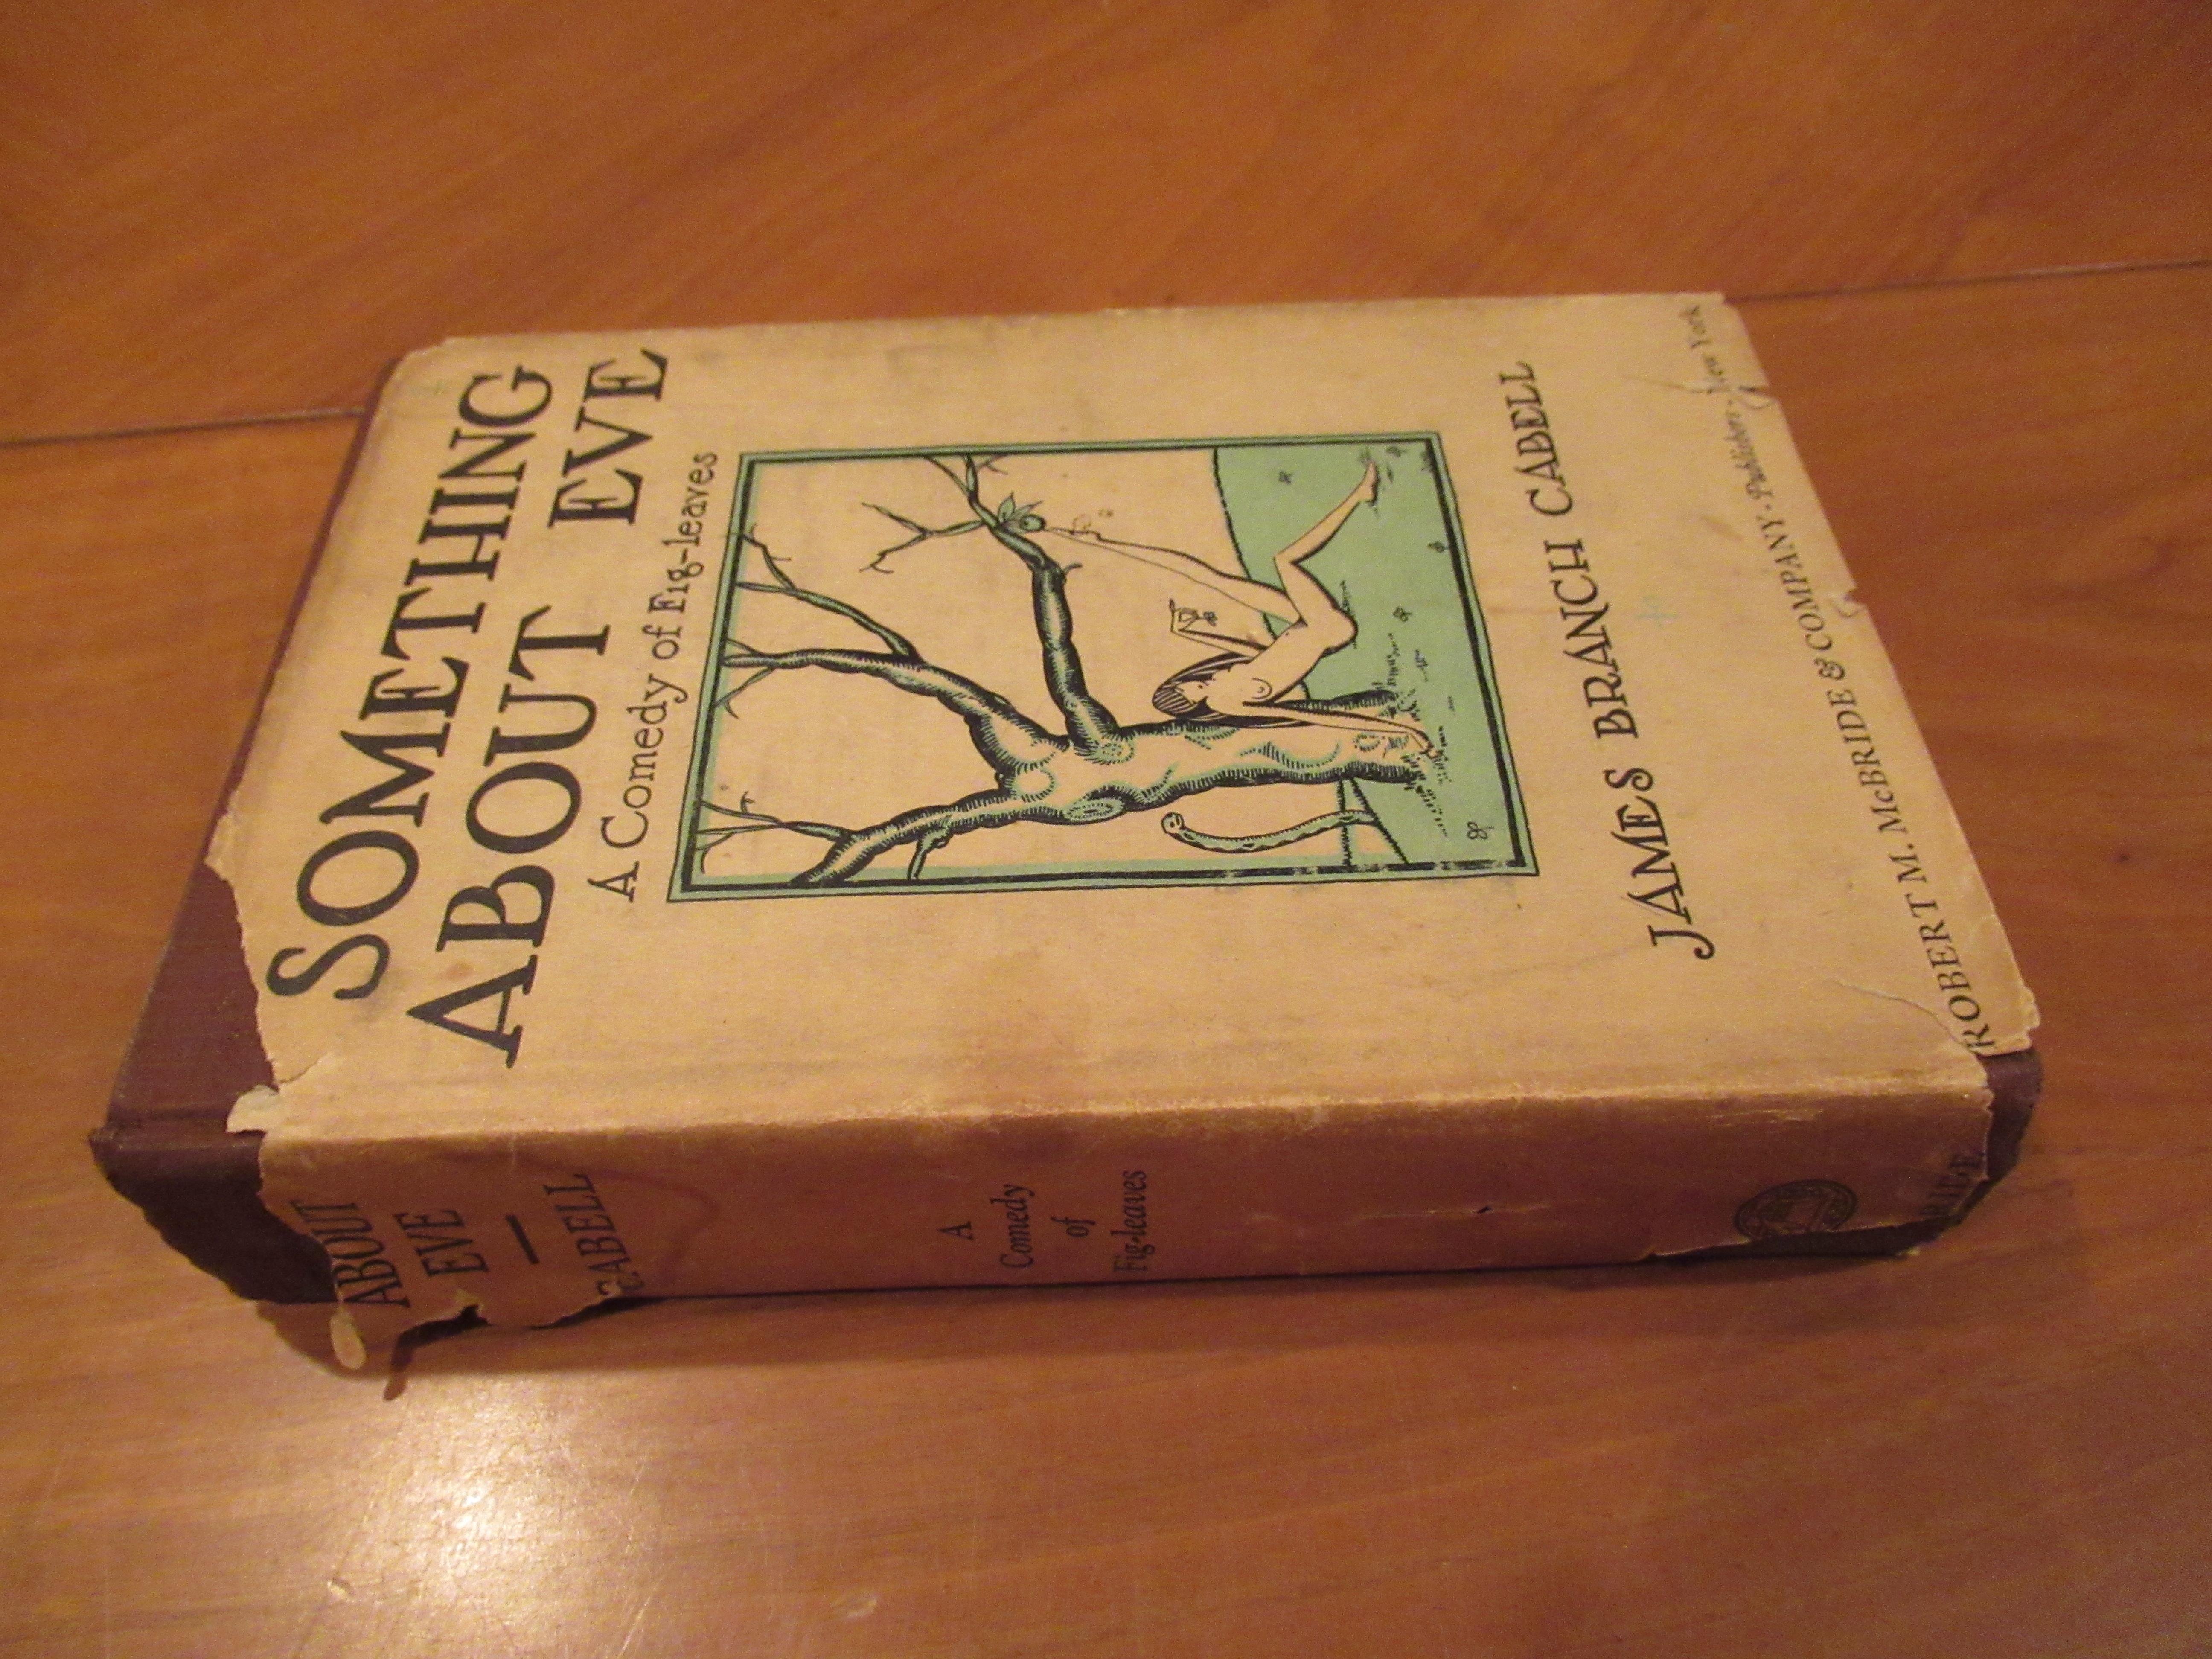 SOMETHING
ABOUT EVE
A Comedy of Fig-leaves
JAMES BRANCH CABELL
ROBERT M. McBRIDE & COMPANY · Publishers · New York
ABOUT
EVE
—
CABELL
A
Comedy
of
Fig-leaves